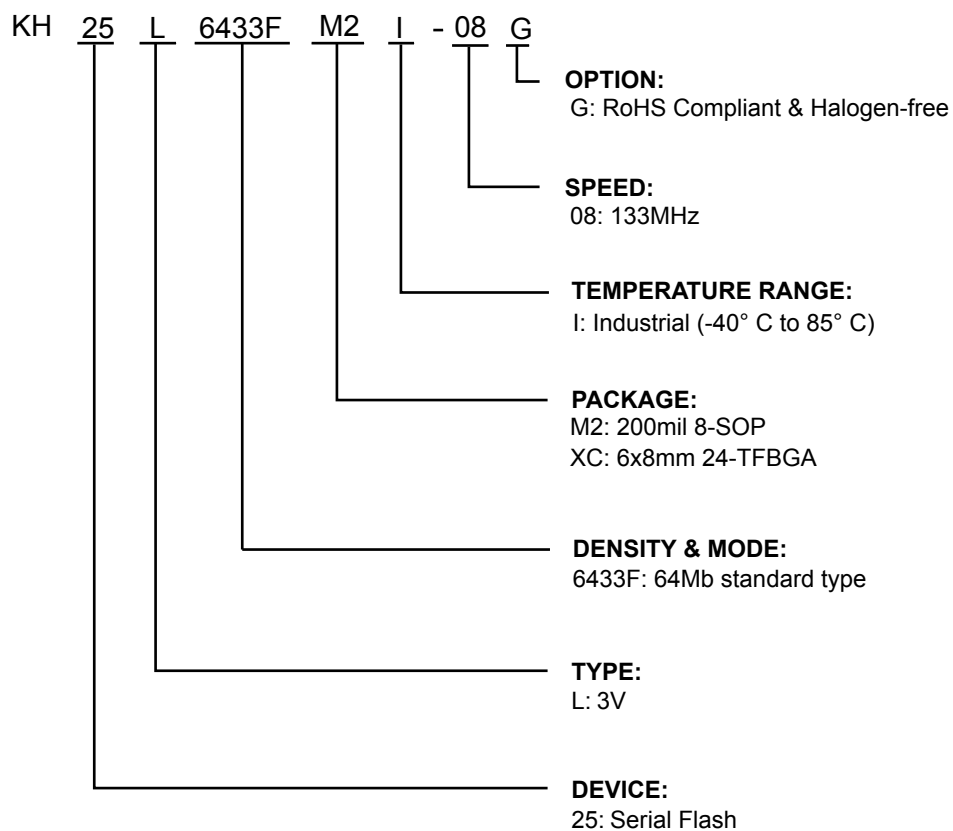 KH 25 L 6433F M2 I - 08 G
OPTION:
G: RoHS Compliant & Halogen-free
SPEED:
08: 133MHz
TEMPERATURE RANGE:
I: Industrial (-40° C to 85° C)
PACKAGE:
M2: 200mil 8-SOP
XC: 6x8mm 24-TFBGA
DENSITY & MODE:
6433F: 64Mb standard type
TYPE:
L: 3V
DEVICE:
25: Serial Flash